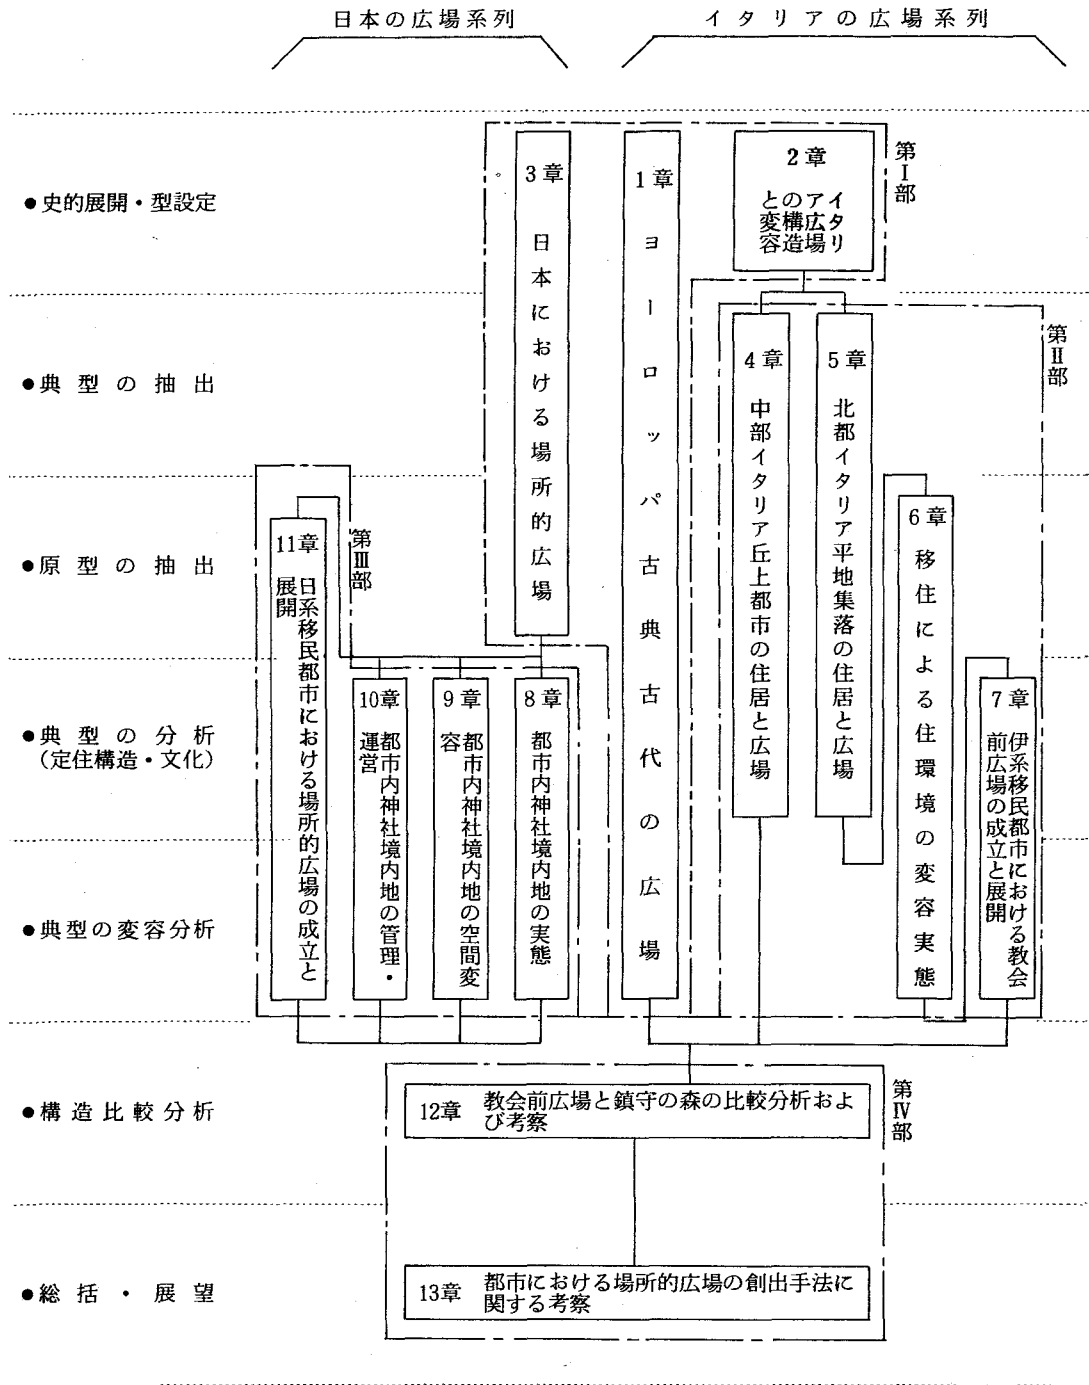 日本の広場系列
イタリアの広場系列
●史的展開・型設定
●典型の抽出
●原型の抽出
●典型の分析
(定住構造・文化)
●典型の変容分析
●構造比較分析
●総括・展望
第Ⅰ部
1章
ヨーロッパ古典古代の広場
2章
イタリ
ア広場
の構造
と変容
3章
日本における場所的広場
第Ⅱ部
4章
中部イタリア丘上都市の住居と広場
5章
北都イタリア平地集落の住居と広場
6章
移住による住環境の変容実態
7章
伊系移民都市における教会
前広場の成立と展開
第Ⅲ部
8章
都市内神社境内地の実態
9章
都市内神社境内地の空間変
容
10章
都市内神社境内地の管理・
運営
11章
日系移民都市における場所的広場の成立と
展開
第Ⅳ部
12章
教会前広場と鎮守の森の比較分析およ
び考察
13章
都市における場所的広場の創出手法に
関する考察